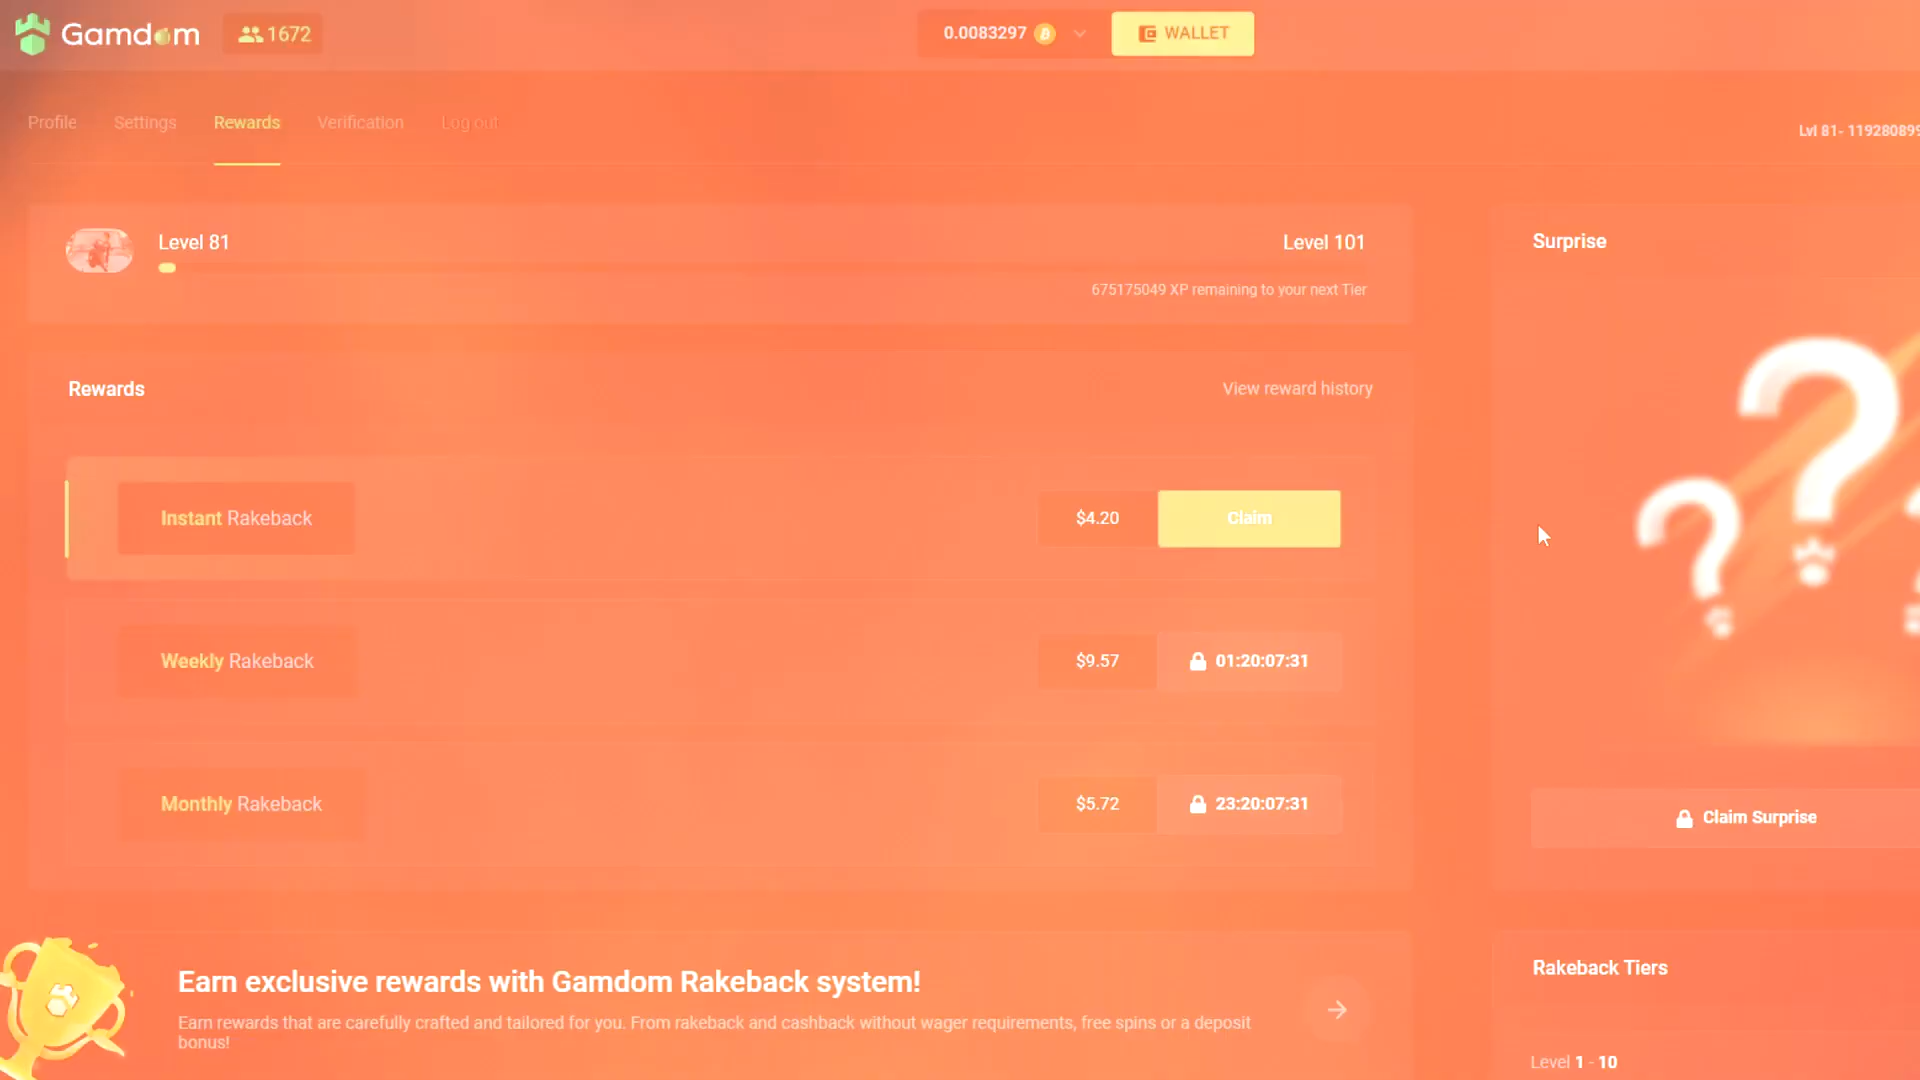 Gamdom
1672
0.0083297
WALLET
Profile
Settings
Rewards
Verification
Log out
Lvl 81- 119280899
Level 81
Level 101
675175049 XP remaining to your next Tier
Surprise
Rewards
View reward history
Instant Rakeback
$4.20
Claim
Weekly Rakeback
$9.57
01:20:07:31
Monthly Rakeback
$5.72
23:20:07:31
Claim Surprise
Earn exclusive rewards with Gamdom Rakeback system!
Earn rewards that are carefully crafted and tailored for you. From rakeback and cashback without wager requirements, free spins or a deposit
bonus!
Rakeback Tiers
Level 1 - 10